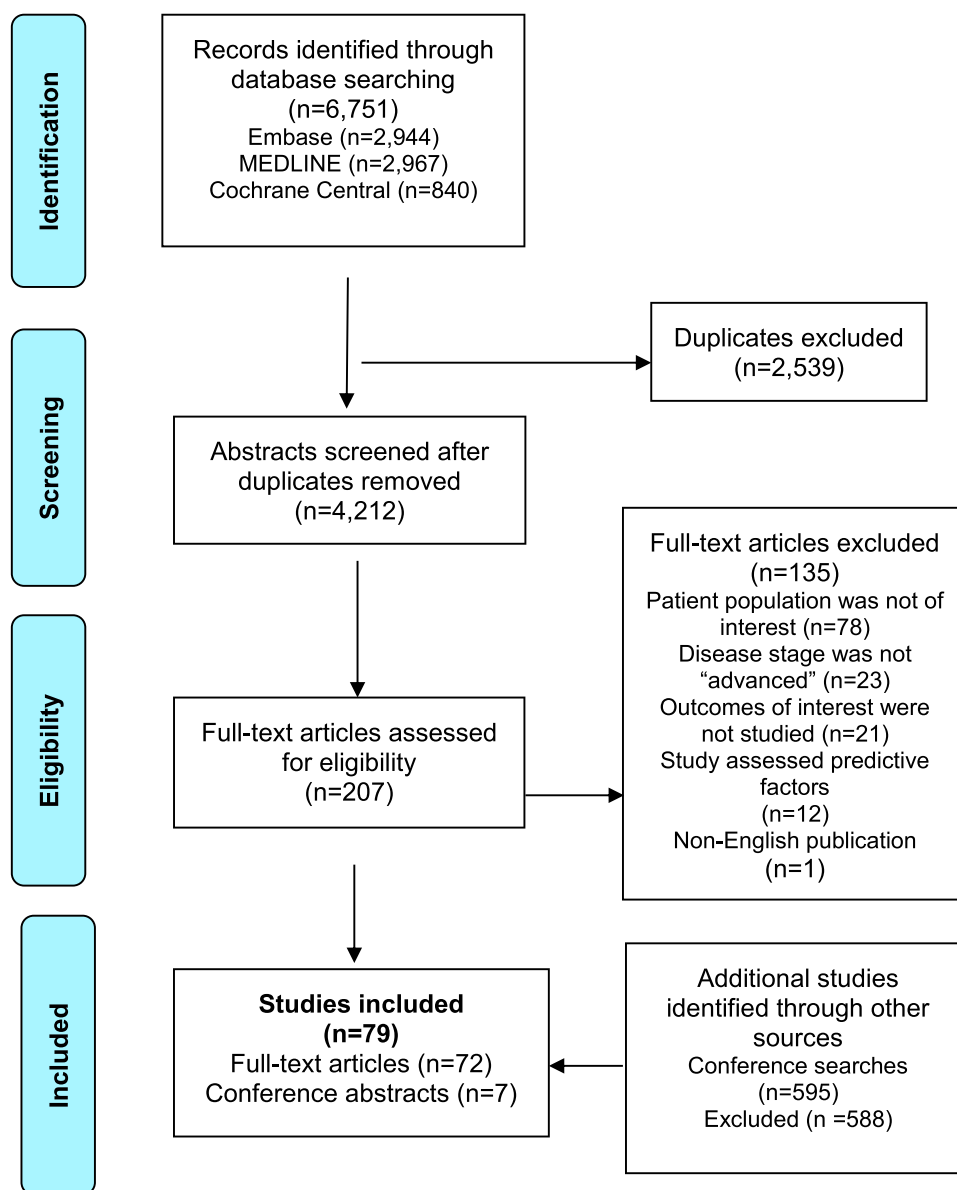 Identification
Records identified through
database searching
(n=6,751)
Embase (n=2,944)
MEDLINE (n=2,967)
Cochrane Central (n=840)
Screening
Duplicates excluded
(n=2,539)
Abstracts screened after
duplicates removed
(n=4,212)
Eligibility
Full-text articles assessed
for eligibility
(n=207)
Full-text articles excluded
(n=135)
Patient population was not of
interest (n=78)
Disease stage was not
“advanced” (n=23)
Outcomes of interest were
not studied (n=21)
Study assessed predictive
factors
(n=12)
Non-English publication
(n=1)
Included
Studies included
(n=79)
Full-text articles (n=72)
Conference abstracts (n=7)
Additional studies
identified through other
sources
Conference searches
(n=595)
Excluded (n =588)